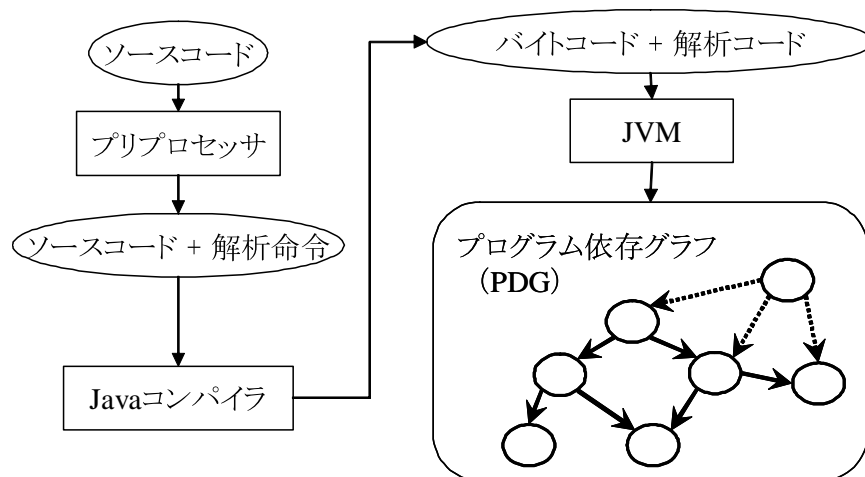 ソースコード
プリプロセッサ
ソースコード + 解析命令
Javaコンパイラ
バイトコード + 解析コード
JVM
プログラム依存グラフ
(PDG)